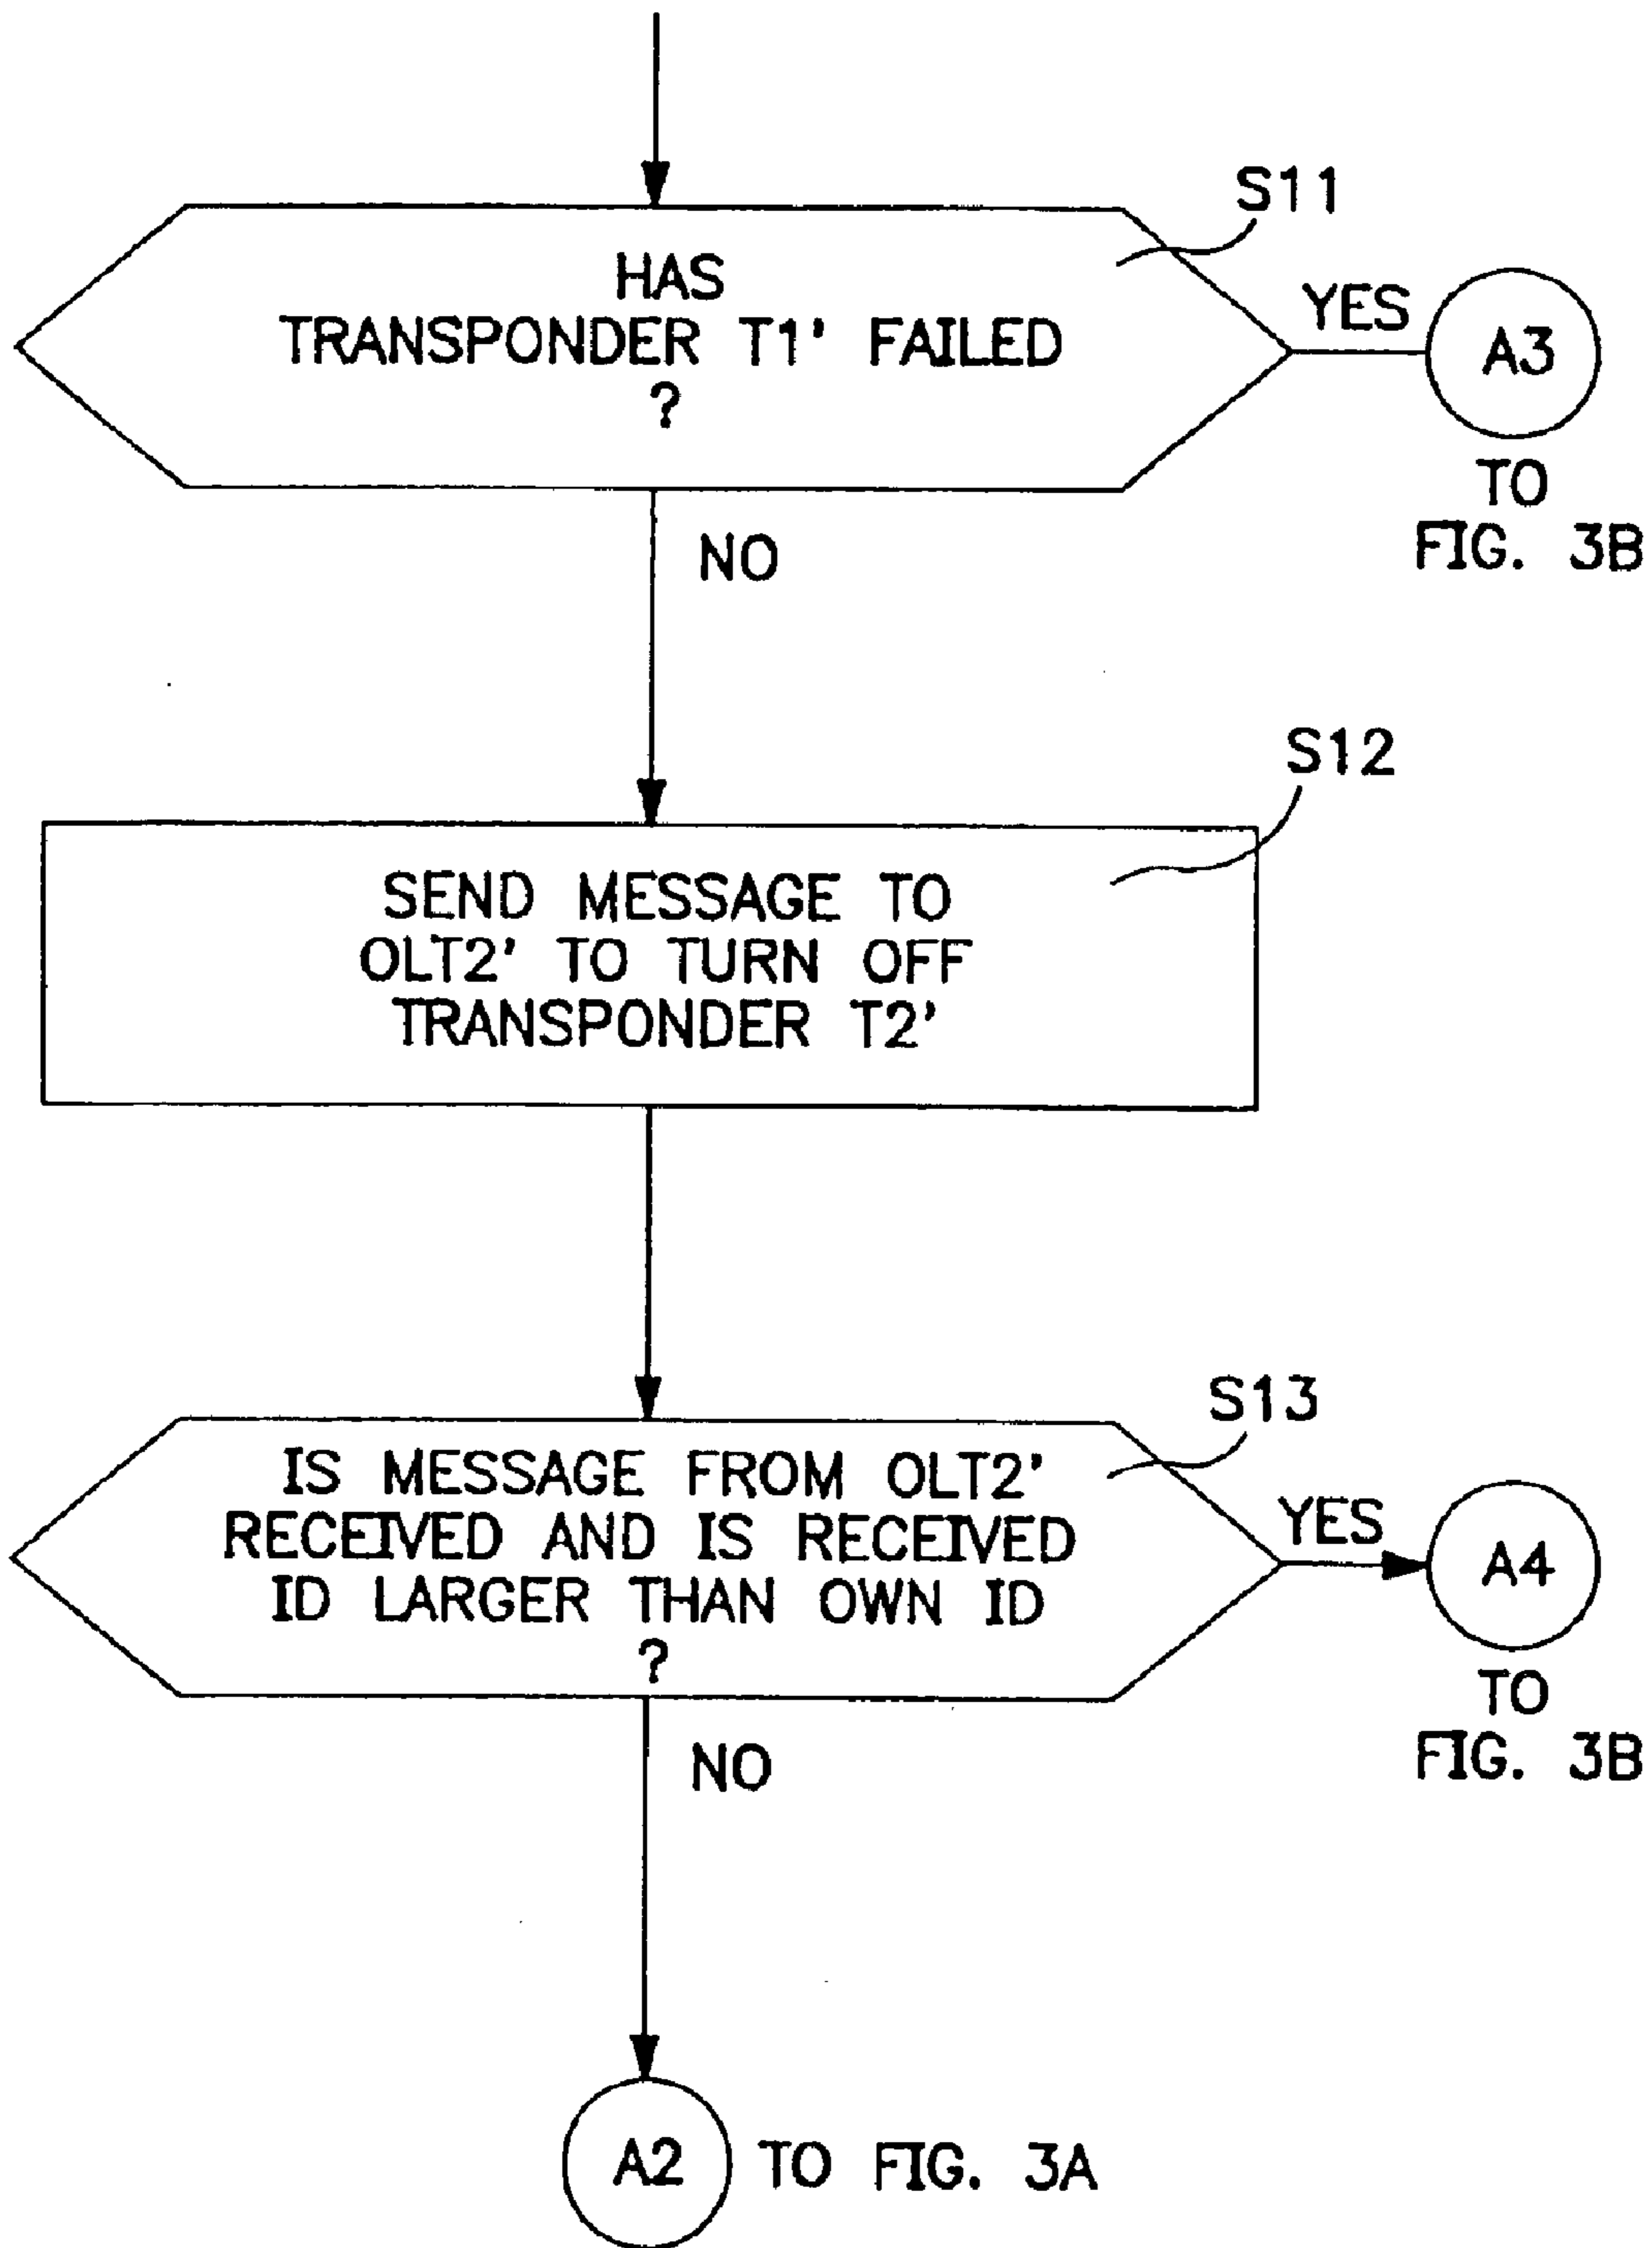 S11
HAS
TRANSPONDER T1' FAILED
?
YES
A3
TO
FIG. 3B
NO
S12
SEND MESSAGE TO
OLT2' TO TURN OFF
TRANSPONDER T2'
S13
IS MESSAGE FROM OLT2'
RECEIVED AND IS RECEIVED
ID LARGER THAN OWN ID
?
YES
A4
TO
FIG. 3B
NO
A2 TO FIG. 3A